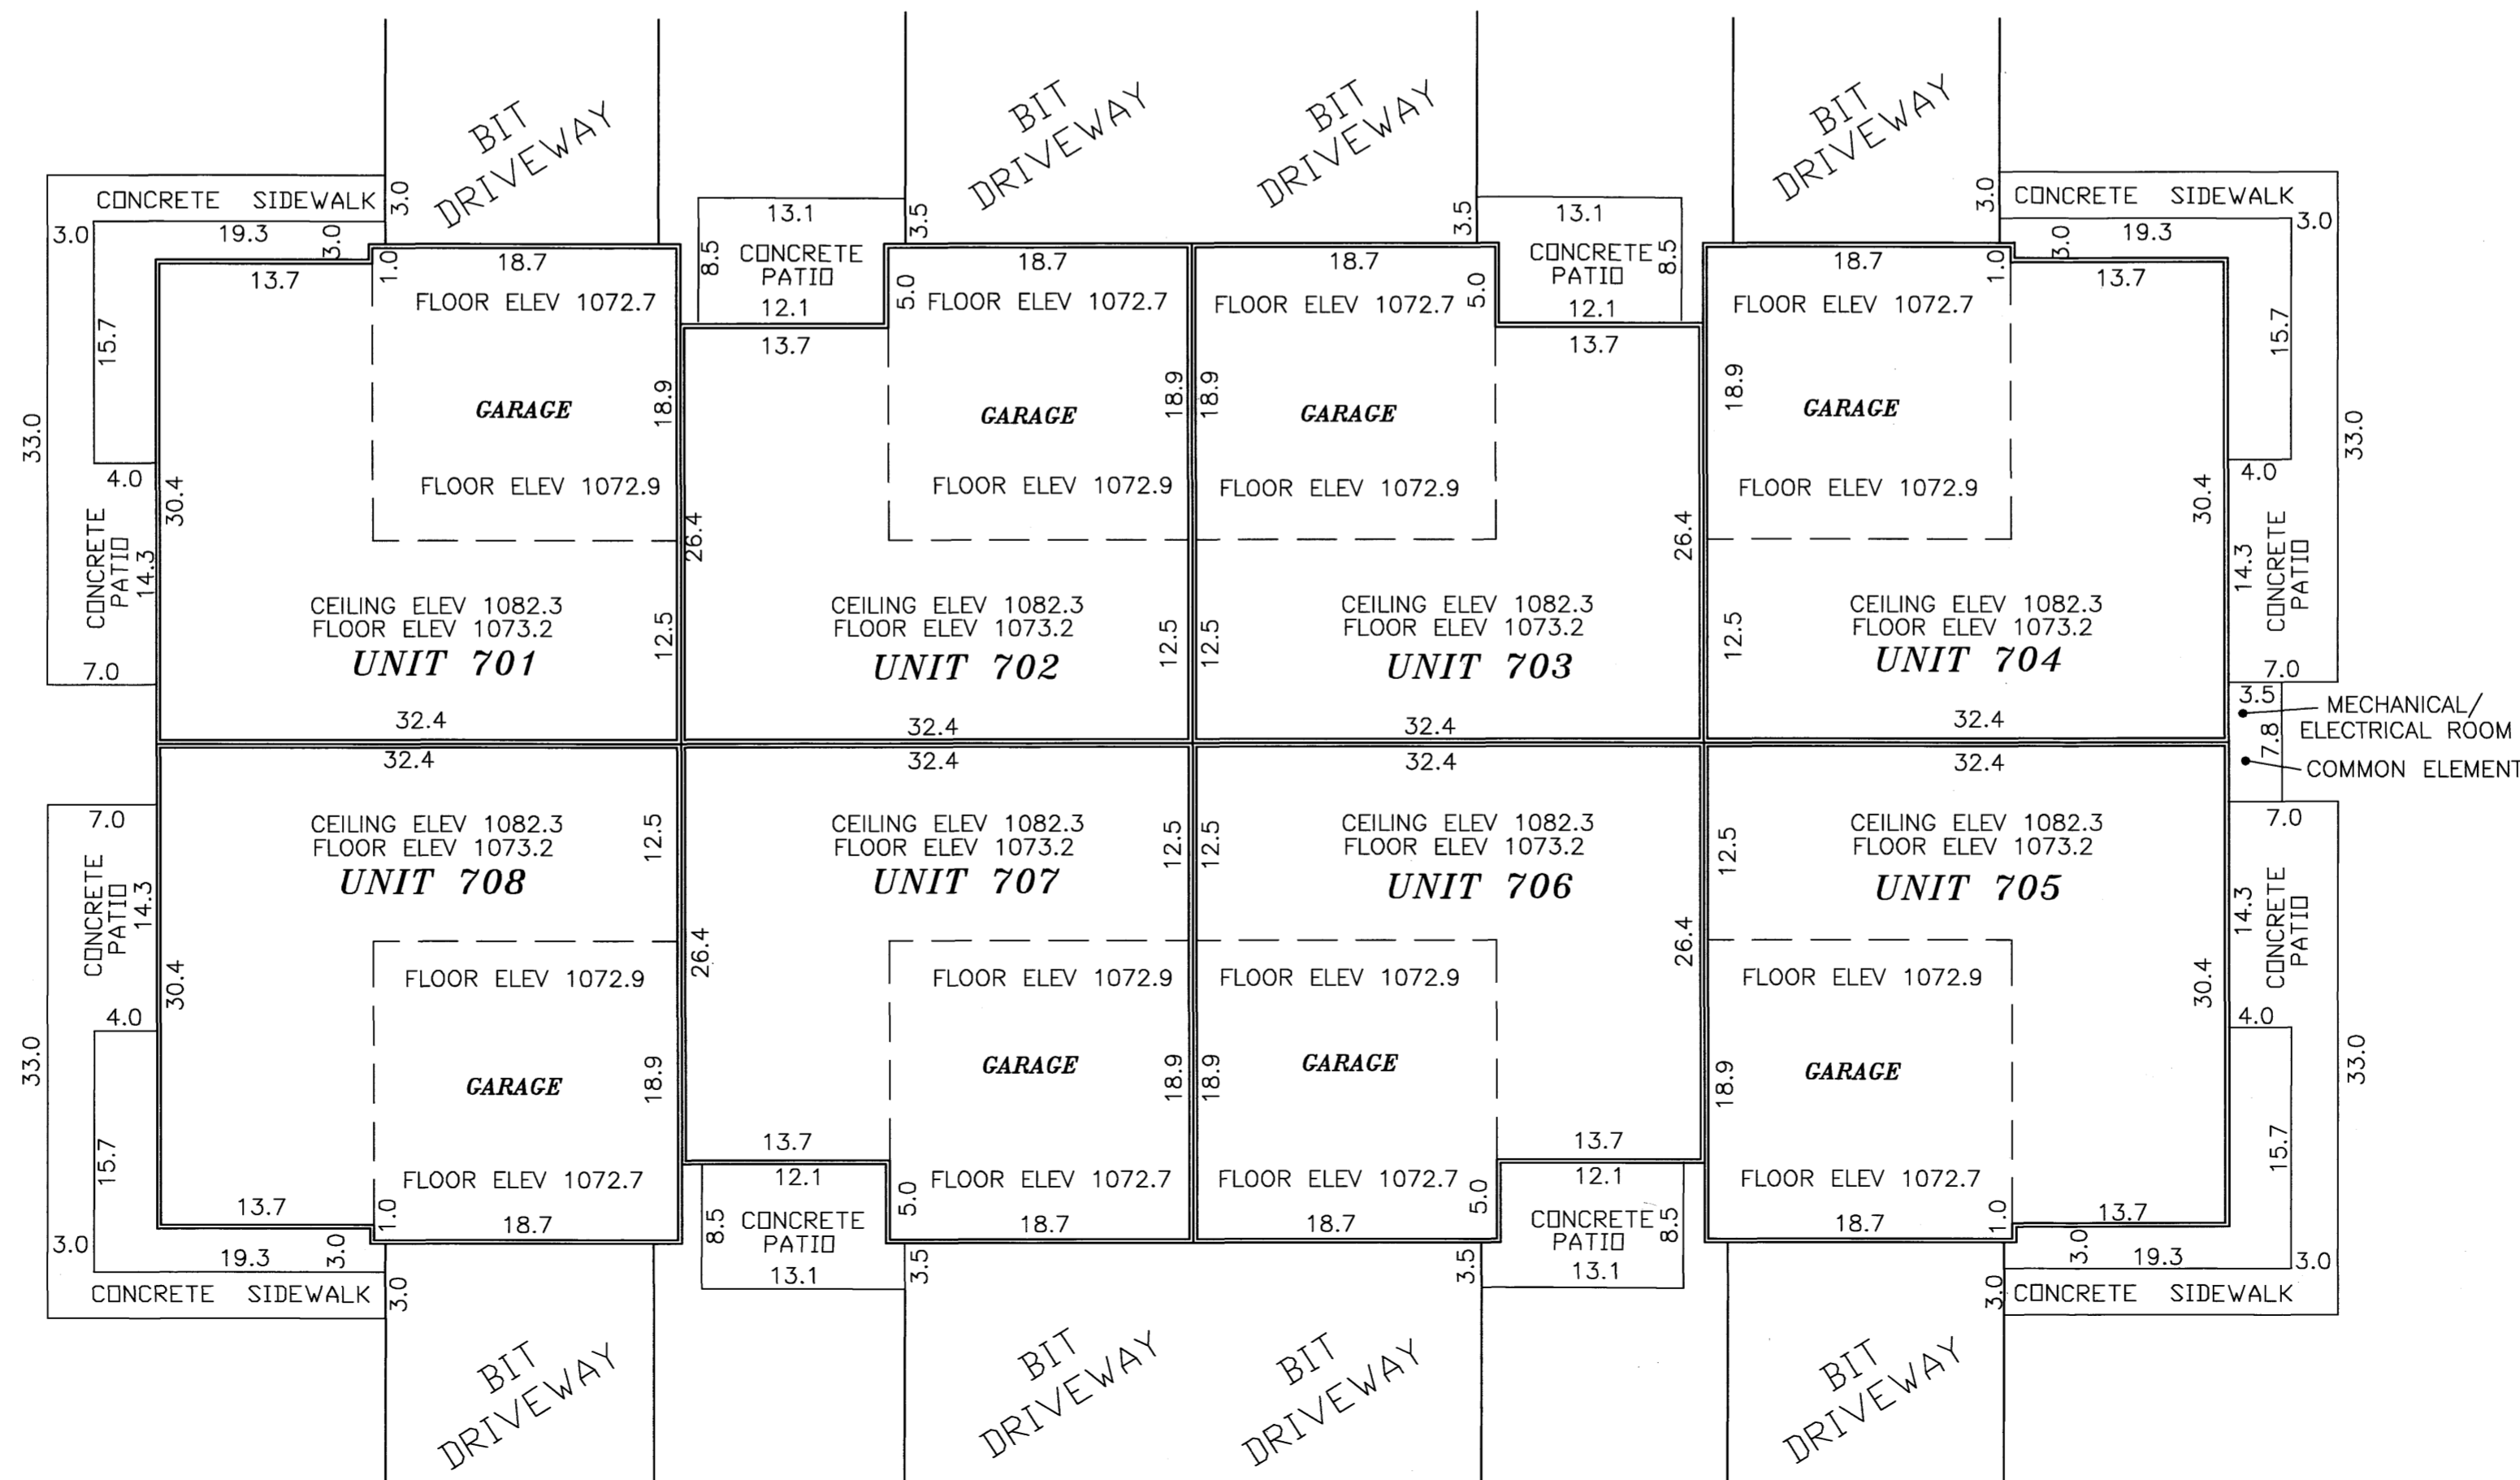 BIT
DRIVEWAY
BIT
DRIVEWAY
BIT
DRIVEWAY
BIT
DRIVEWAY
CONCRETE SIDEWALK
3.0
3.0
19.3
3.0
13.7
1.0
18.7
FLOOR ELEV 1072.7
15.7
33.0
GARAGE
18.9
4.0
30.4
FLOOR ELEV 1072.9
CONCRETE
PATIO
14.3
7.0
CEILING ELEV 1082.3
FLOOR ELEV 1073.2
UNIT 701
12.5
32.4
13.1
3.5
8.5
CONCRETE
PATIO
12.1
13.7
5.0
18.7
FLOOR ELEV 1072.7
GARAGE
18.9
FLOOR ELEV 1072.9
26.4
CEILING ELEV 1082.3
FLOOR ELEV 1073.2
UNIT 702
12.5
32.4
3.5
13.1
18.7
5.0
CONCRETE
PATIO
8.5
12.1
13.7
FLOOR ELEV 1072.7
18.9
GARAGE
FLOOR ELEV 1072.9
26.4
CEILING ELEV 1082.3
FLOOR ELEV 1073.2
12.5
UNIT 703
32.4
3.0
CONCRETE SIDEWALK
3.0
3.0
19.3
18.7
1.0
13.7
FLOOR ELEV 1072.7
18.9
GARAGE
15.7
33.0
FLOOR ELEV 1072.9
30.4
4.0
CONCRETE
PATIO
14.3
CEILING ELEV 1082.3
FLOOR ELEV 1073.2
12.5
UNIT 704
7.0
32.4
3.5
7.8
MECHANICAL/
ELECTRICAL ROOM
COMMON ELEMENT
32.4
7.0
CEILING ELEV 1082.3
FLOOR ELEV 1073.2
UNIT 708
12.5
CONCRETE
PATIO
14.3
30.4
4.0
FLOOR ELEV 1072.9
33.0
GARAGE
18.9
15.7
FLOOR ELEV 1072.7
13.7
1.0
18.7
3.0
19.3
3.0
CONCRETE SIDEWALK
3.0
32.4
CEILING ELEV 1082.3
FLOOR ELEV 1073.2
UNIT 707
12.5
26.4
FLOOR ELEV 1072.9
GARAGE
18.9
13.7
12.1
5.0
FLOOR ELEV 1072.7
8.5
CONCRETE
PATIO
18.7
13.1
3.5
32.4
CEILING ELEV 1082.3
FLOOR ELEV 1073.2
12.5
UNIT 706
26.4
FLOOR ELEV 1072.9
18.9
GARAGE
13.7
12.1
FLOOR ELEV 1072.7
5.0
CONCRETE
PATIO
8.5
18.7
3.5
13.1
32.4
7.0
CEILING ELEV 1082.3
FLOOR ELEV 1073.2
12.5
UNIT 705
14.3
CONCRETE
PATIO
30.4
4.0
FLOOR ELEV 1072.9
18.9
GARAGE
33.0
15.7
FLOOR ELEV 1072.7
18.7
1.0
13.7
3.0
19.3
3.0
3.0
CONCRETE SIDEWALK
BIT
DRIVEWAY
BIT
DRIVEWAY
BIT
DRIVEWAY
BIT
DRIVEWAY